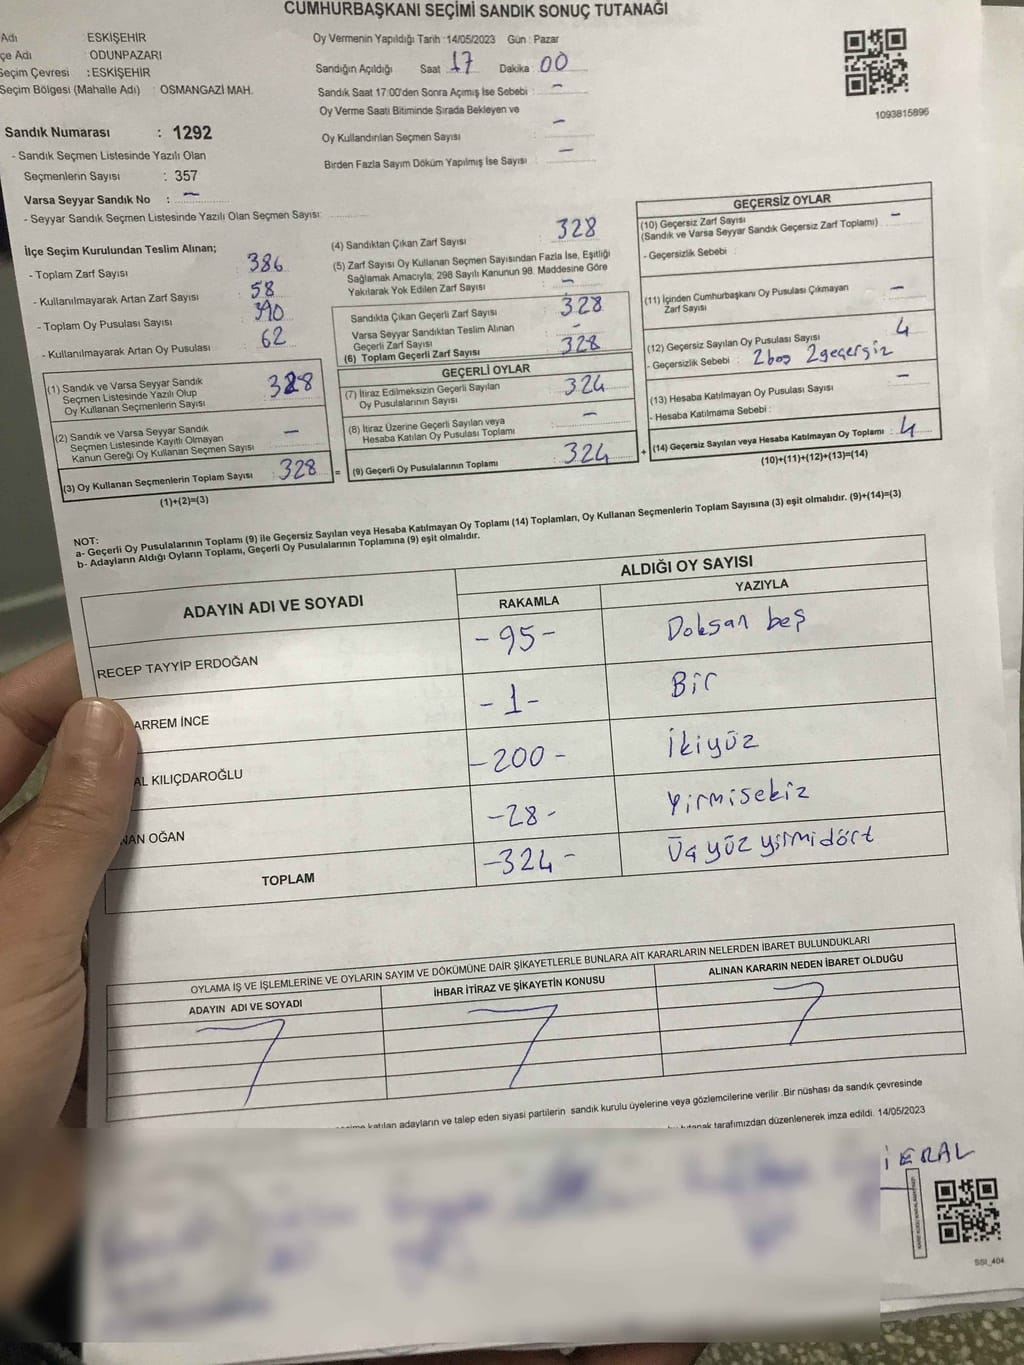 CUMHURBAŞKANI SEÇİMİ SANDIK SONUÇ TUTANAĞI
Adı : ESKİŞEHİR
çe Adı : ODUNPAZARI
Seçim Çevresi : ESKİŞEHİR
Seçim Bölgesi (Mahalle Adı) : OSMANGAZİ MAH.
Sandık Numarası : 1292
- Sandık Seçmen Listesinde Yazılı Olan
Seçmenlerin Sayısı : 357
Varsa Seyyar Sandık No : -
- Seyyar Sandık Seçmen Listesinde Yazılı Olan Seçmen Sayısı:
Oy Vermenin Yapıldığı Tarih : 14/05/2023 Gün : Pazar
Sandığın Açıldığı Saat 17 Dakika : 00
Sandık Saat 17:00'den Sonra Açımış İse Sebebi : -
Oy Verme Saati Bitiminde Sırada Bekleyen ve
Oy Kullandırılan Seçmen Sayısı -
Birden Fazla Sayım Döküm Yapılmış İse Sayısı : -
1093815896
İlçe Seçim Kurulundan Teslim Alınan;
- Toplam Zarf Sayısı 386
- Kullanılmayarak Artan Zarf Sayısı 58
- Toplam Oy Pusulası Sayısı 390
- Kullanılmayarak Artan Oy Pusulası 62
(1) Sandık ve Varsa Seyyar Sandık
Seçmen Listesinde Yazılı Olup
Oy Kullanan Seçmenlerin Sayısı 328
(2) Sandık ve Varsa Seyyar Sandık
Seçmen Listesinde Kayıtlı Olmayan
Kanun Gereği Oy Kullanan Seçmen Sayısı -
(3) Oy Kullanan Seçmenlerin Toplam Sayısı 328
(1)+(2)=(3)
(4) Sandıktan Çıkan Zarf Sayısı : 328
(5) Zarf Sayısı Oy Kullanan Seçmen Sayısından Fazla İse, Eşitliği
Sağlamak Amacıyla; 298 Sayılı Kanunun 98. Maddesine Göre
Yakılarak Yok Edilen Zarf Sayısı : -
Sandıkta Çıkan Geçerli Zarf Sayısı : 328
Varsa Seyyar Sandıktan Teslim Alınan
Geçerli Zarf Sayısı : -
(6) Toplam Geçerli Zarf Sayısı : 328
GEÇERLİ OYLAR
(7) İtiraz Edilmeksizin Geçerli Sayılan
Oy Pusulalarının Sayısı : 324
(8) İtiraz Üzerine Geçerli Sayılan veya
Hesaba Katılan Oy Pusulası Toplamı : -
= (9) Geçerli Oy Pusulalarının Toplamı : 324
GEÇERSİZ OYLAR
(10) Geçersiz Zarf Sayısı
(Sandık ve Varsa Seyyar Sandık Geçersiz Zarf Toplamı) : -
- Geçersizlik Sebebi :
(11) İçinden Cumhurbaşkanı Oy Pusulası Çıkmayan
Zarf Sayısı : -
(12) Geçersiz Sayılan Oy Pusulası Sayısı : 4
- Geçersizlik Sebebi : 2boş 2geçergiz
(13) Hesaba Katılmayan Oy Pusulası Sayısı : -
- Hesaba Katılmama Sebebi :
+ (14) Geçersiz Sayılan veya Hesaba Katılmayan Oy Toplamı : 4
(10)+(11)+(12)+(13)=(14)
NOT:
a- Geçerli Oy Pusulalarının Toplamı (9) ile Geçersiz Sayılan veya Hesaba Katılmayan Oy Toplamı (14) Toplamları, Oy Kullanan Seçmenlerin Toplam Sayısına (3) eşit olmalıdır. (9)+(14)=(3)
b- Adayların Aldığı Oyların Toplamı, Geçerli Oy Pusulalarının Toplamına (9) eşit olmalıdır.
ADAYIN ADI VE SOYADI ALDIĞI OY SAYISI
RAKAMLA YAZIYLA
RECEP TAYYİP ERDOĞAN -95- Doksan beş
ARREM İNCE -1- Bir
AL KILIÇDAROĞLU -200- İkiyüz
NAN OĞAN -28- Yirmisekiz
TOPLAM -324- Üç yüz yirmi dört
OYLAMA İŞ VE İŞLEMLERİNE VE OYLARIN SAYIM VE DÖKÜMÜNE DAİR ŞİKAYETLERLE BUNLARA AİT KARARLARIN NELERDEN İBARET BULUNDUKLARI
ADAYIN ADI VE SOYADI İHBAR İTİRAZ VE ŞİKAYETİN KONUSU ALINAN KARARIN NEDEN İBARET OLDUĞU
katılan adayların ve talep eden siyasi partilerin sandık kurulu üyelerine veya gözlemcilerine verilir .Bir nüshası da sandık çevresinde
tutanak tarafımızdan düzenlenerek imza edildi. 14/05/2023
İ ERAL
SSI_404